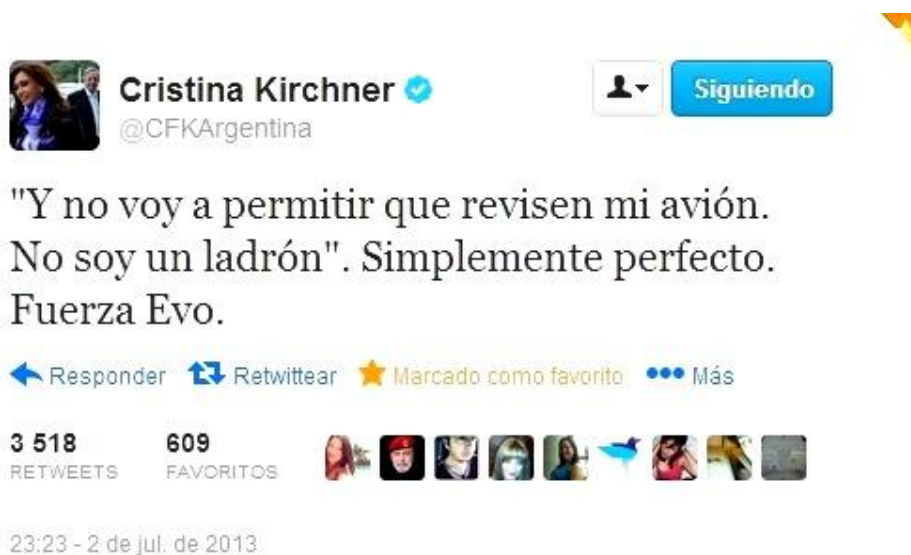 Cristina Kirchner
@CFKArgentina
Siguiendo
"Y no voy a permitir que revisen mi avión.
No soy un ladrón". Simplemente perfecto.
Fuerza Evo.
Responder Retwittear Marcado como favorito Más
3 518 609
RETWEETS FAVORITOS
23:23 - 2 de jul. de 2013